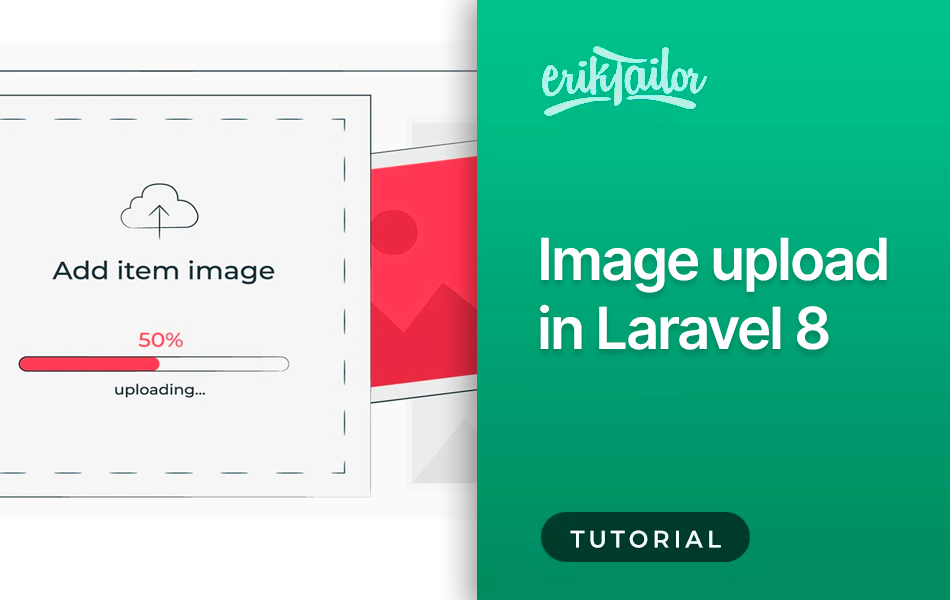 Add item image
50%
uploading...
erikTailor
Image upload
in Laravel 8
TUTORIAL